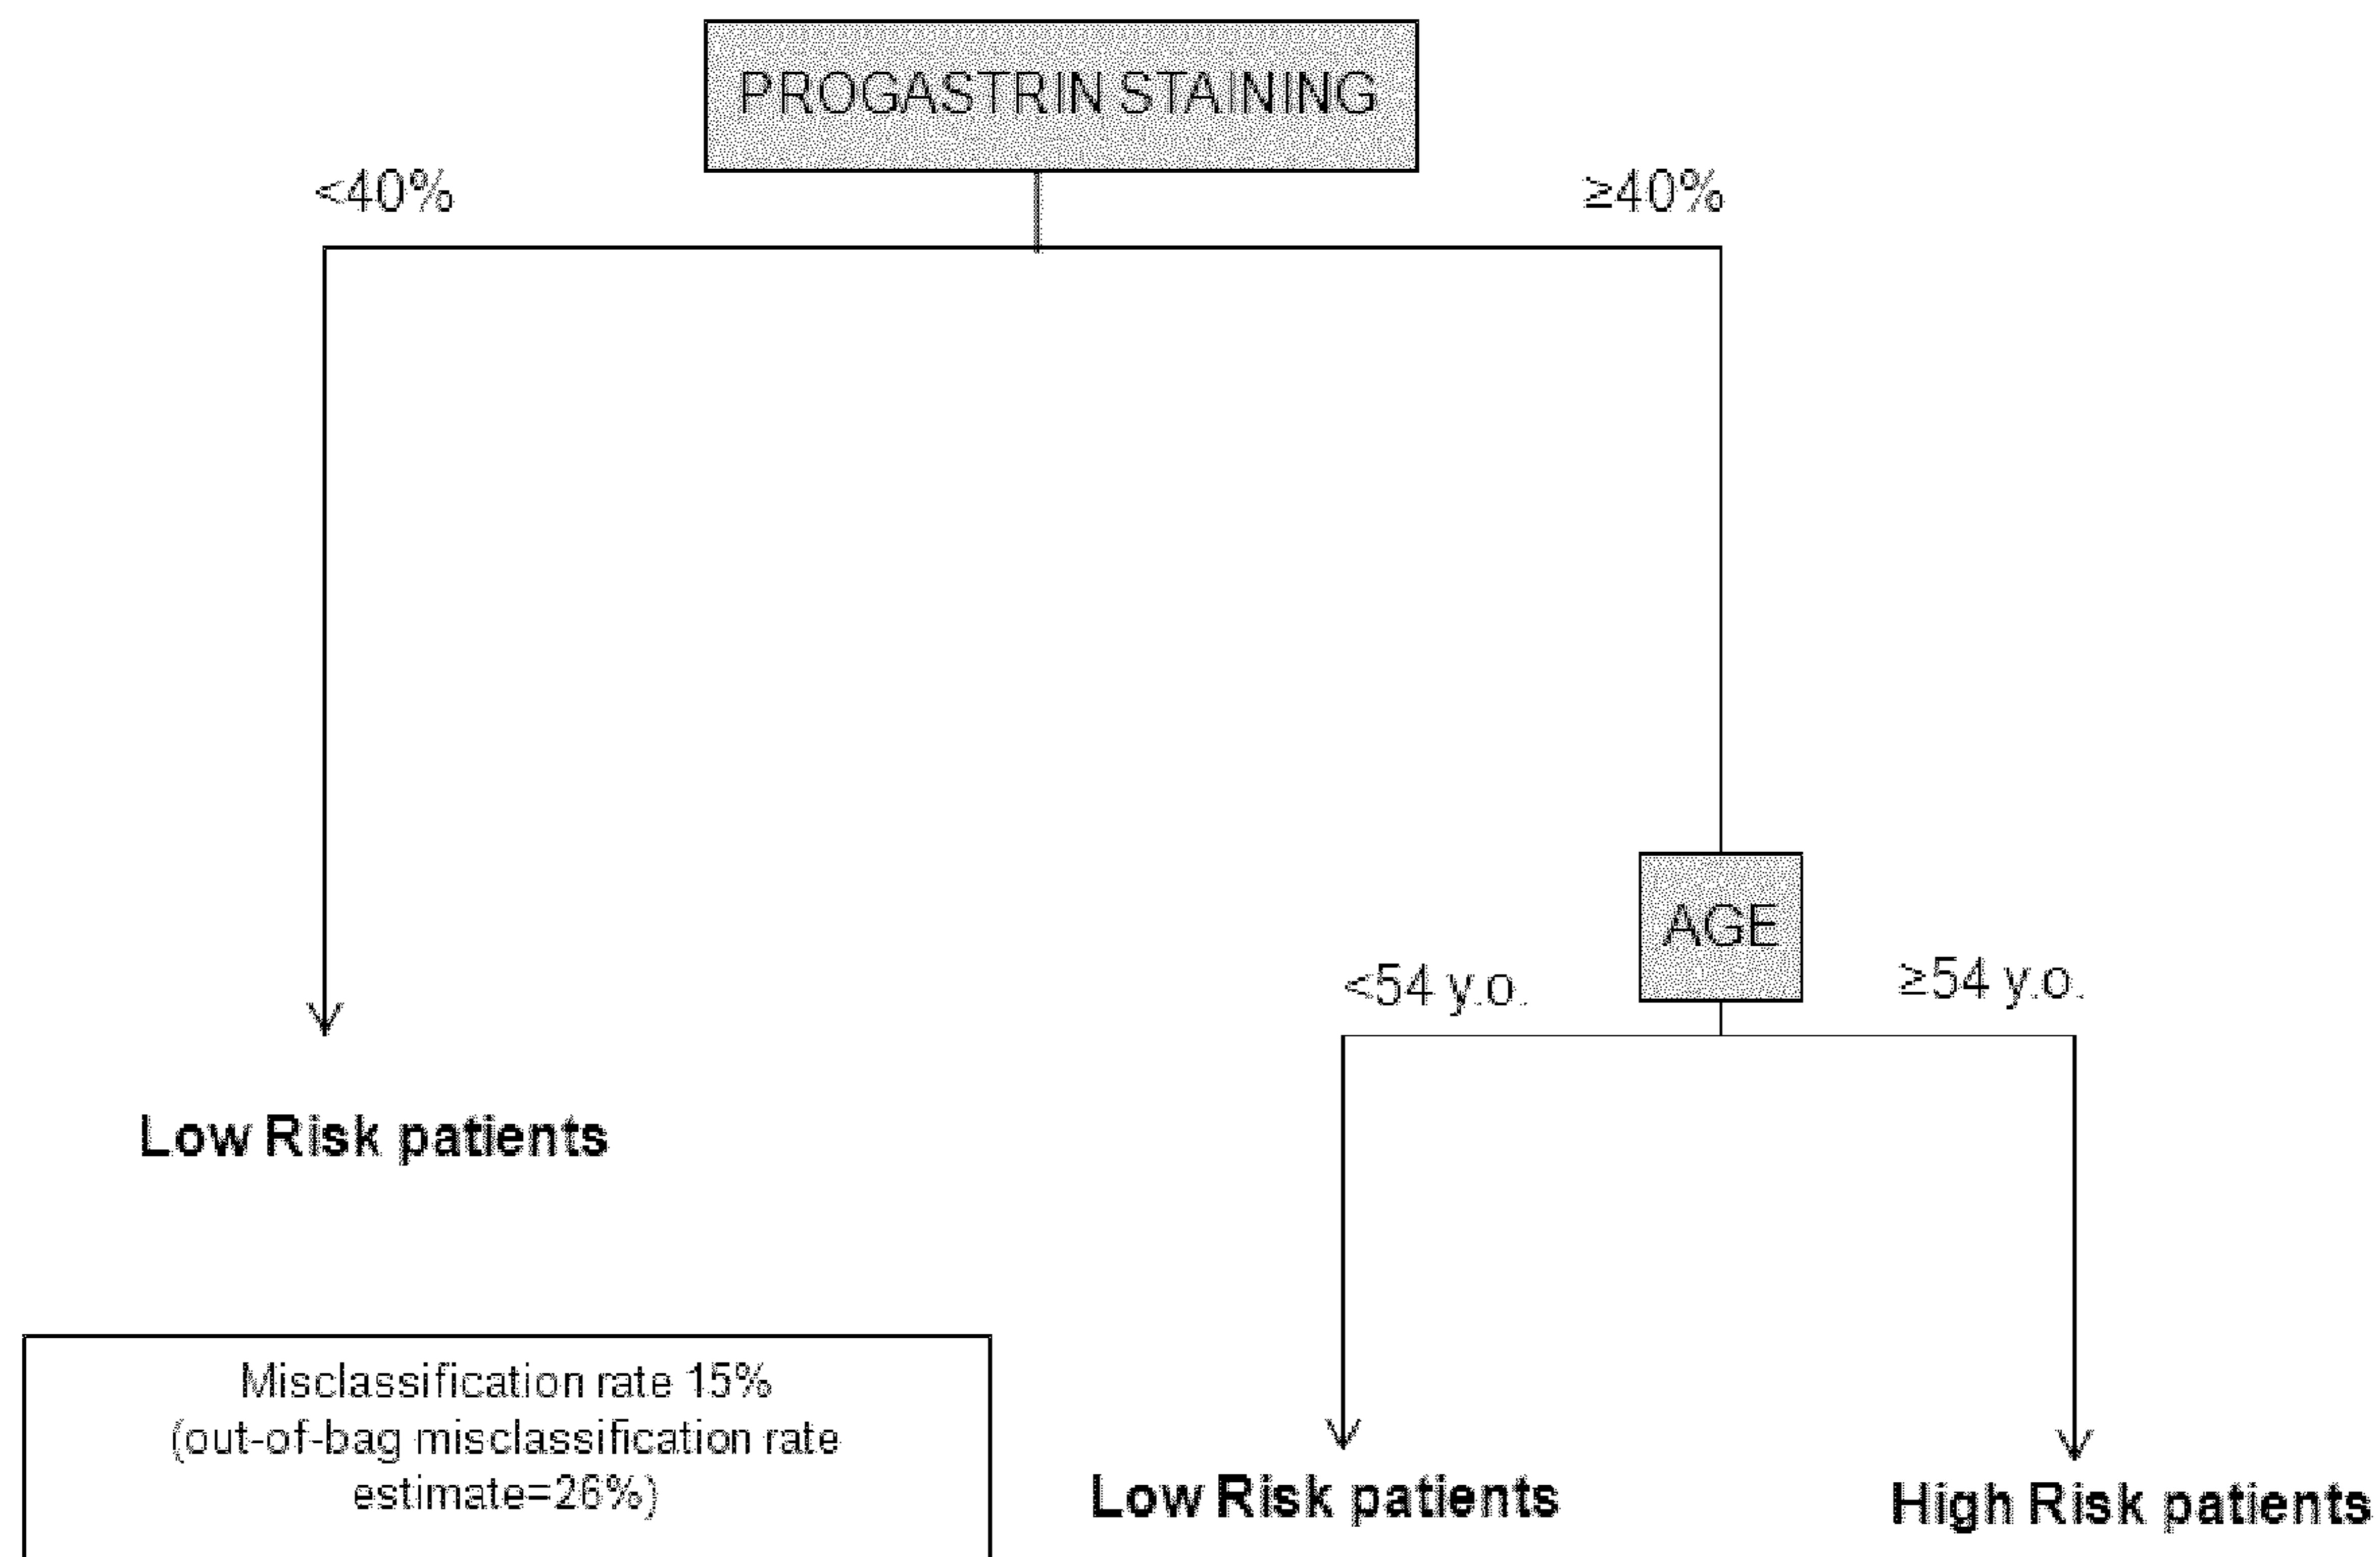 PROGASTRIN STAINING
<40%
≥40%
AGE
<54 y.o.
≥54 y.o.
Low Risk patients
Misclassification rate 15%
(out-of-bag misclassification rate
estimate=26%)
Low Risk patients
High Risk patients